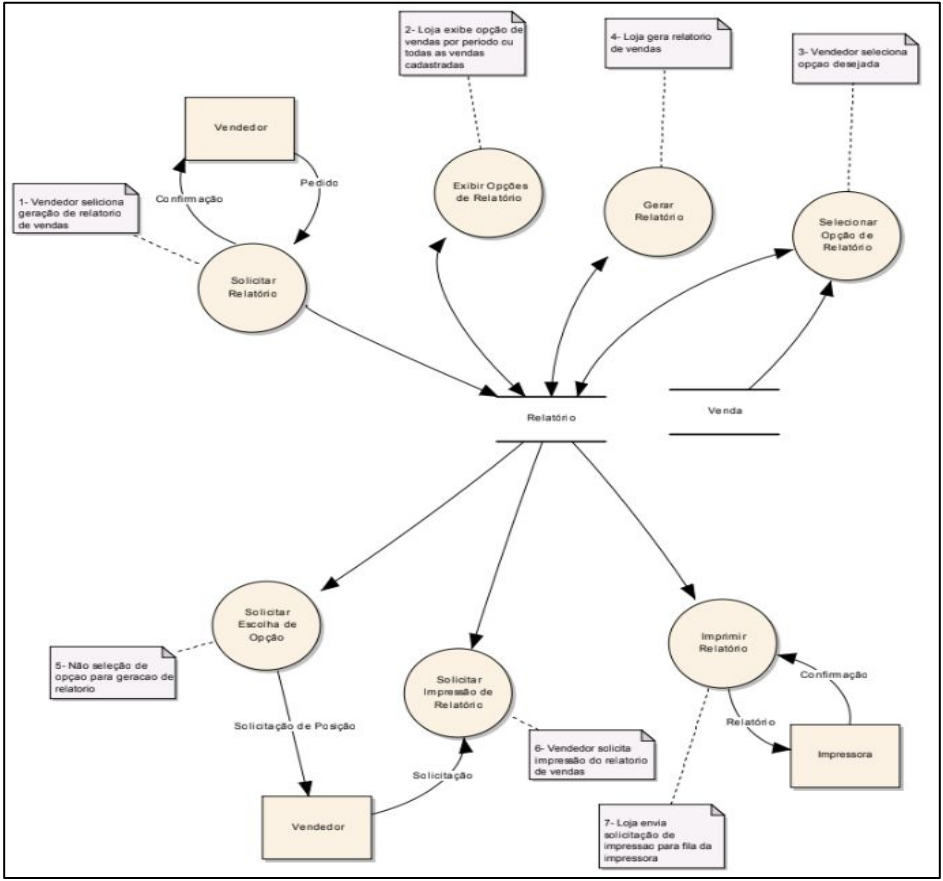 2- Loja exibe opção de
vendas por periodo ou
todas as vendas
cadastradas
4- Loja gera relatorio
de vendas
3- Vendedor seleciona
opçao desejada
Vendedor
Pedido
Confirmação
1- Vendedor seliciona
geração de relatorio
de vendas
Exibir Opções
de Relatório
Gerar
Relatório
Selecionar
Opção de
Relatório
Solicitar
Relatório
Relatório
Venda
Solicitar
Escolha de
Opção
5- Não seleção de
opçao para geracao de
relatorio
Solicitar
Impressão de
Relatório
Imprimir
Relatório
Confirmação
Relatório
Solicitação de Posição
Impressora
6- Vendedor solicita
impressão do relatorio
de vendas
Solicitação
Vendedor
7- Loja envia
solicitação de
impressao para fila da
impressora